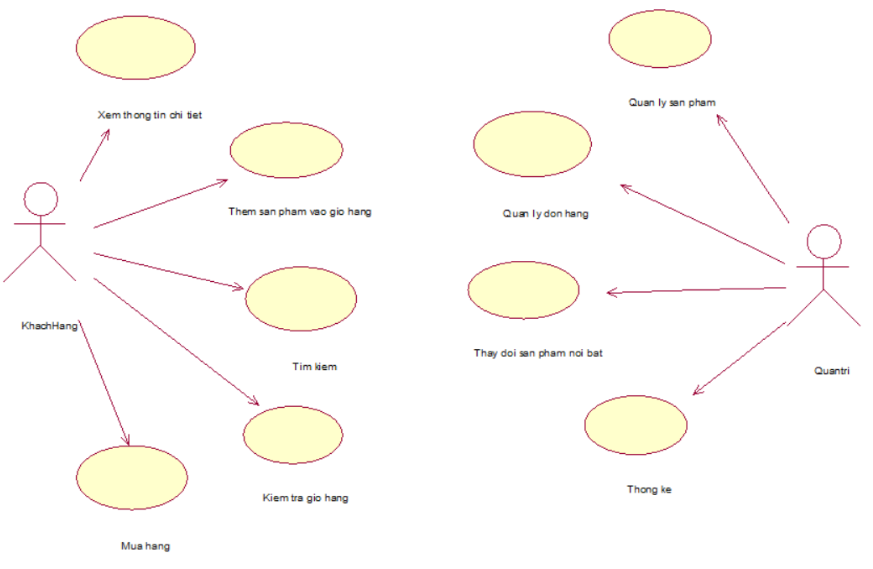 Xem thong tin chi tiet
Them san pham vao gio hang
KhachHang
Tim kiem
Kiem tra gio hang
Mua hang
Quan ly san pham
Quan ly don hang
Thay doi san pham noi bat
Quantri
Thong ke